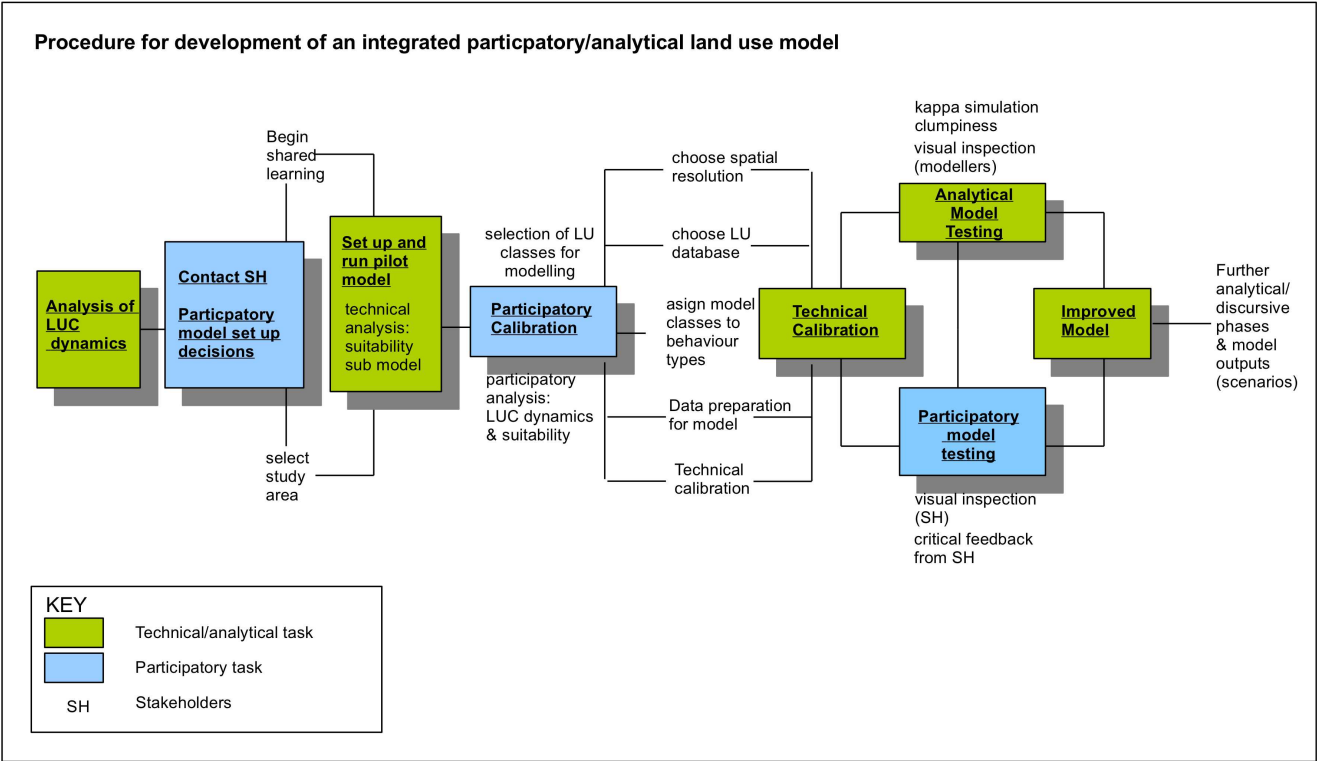 Procedure for development of an integrated particpatory/analytical land use model
Analysis of
LUC
dynamics
Contact SH
Particpatory
model set up
decisions
Begin
shared
learning
select
study
area
Set up and
run pilot
model
technical
analysis:
suitability
sub model
selection of LU
classes for
modelling
Participatory
Calibration
participatory
analysis:
LUC dynamics
& suitability
choose spatial
resolution
choose LU
database
asign model
classes to
behaviour
types
Data preparation
for model
Technical
calibration
Technical
Calibration
kappa simulation
clumpiness
visual inspection
(modellers)
Analytical
Model
Testing
Participatory
model
testing
visual inspection
(SH)
critical feedback
from SH
Improved
Model
Further
analytical/
discursive
phases
& model
outputs
(scenarios)
KEY
Technical/analytical task
Participatory task
SH
Stakeholders